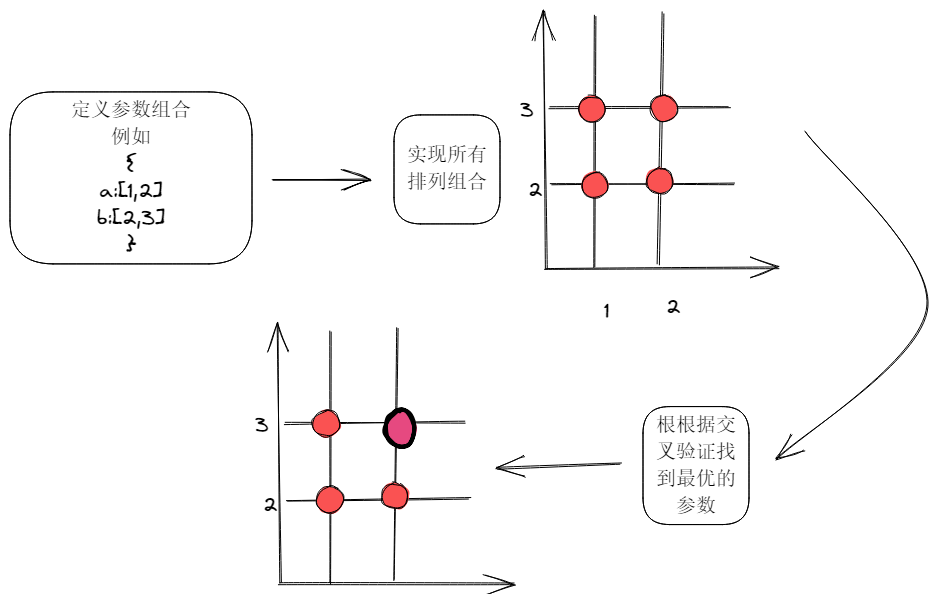 定义参数组合
例如
{
a:[1,2]
b:[2,3]
}
实现所有
排列组合
3
2
1
2
根根据交
叉验证找
到最优的
参数
3
2